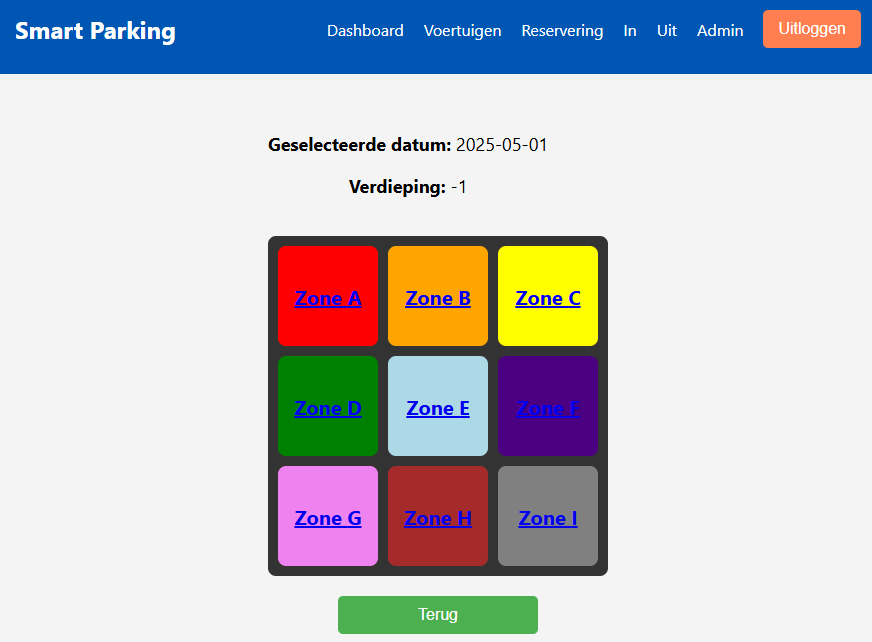 Smart Parking Dashboard Voertuigen Reservering In Uit Admin Uitloggen
Geselecteerde datum: 2025-05-01
Verdieping: -1
Zone A Zone B Zone C
Zone D Zone E Zone F
Zone G Zone H Zone I
Terug